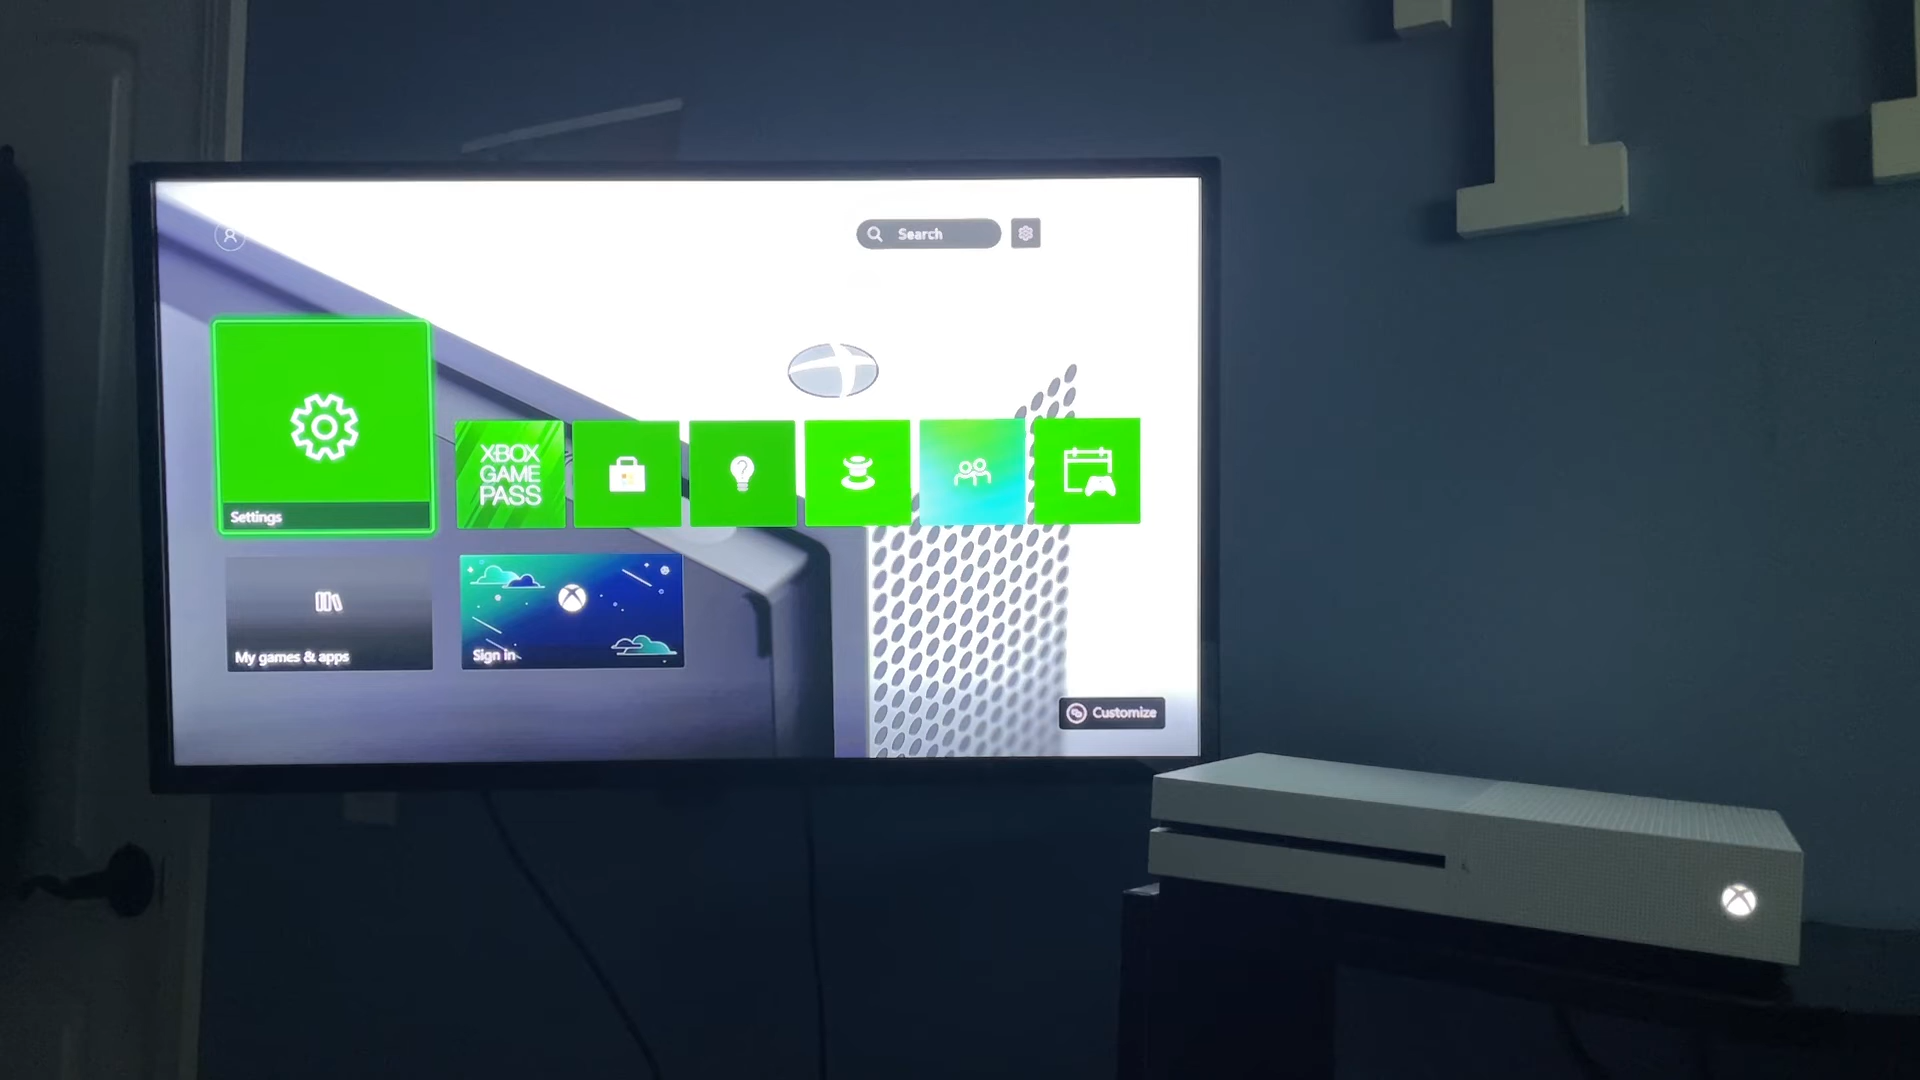 Search
XBOX
GAME
PASS
Settings
My games & apps
Sign in
Customize